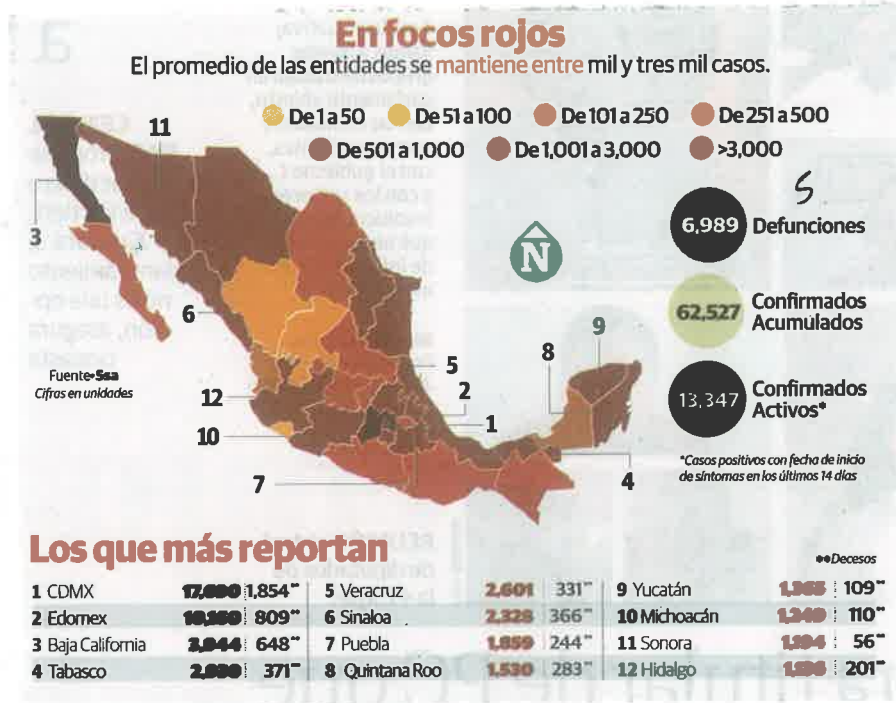 En focos rojos
El promedio de las entidades se mantiene entre mil y tres mil casos.
De 1 a 50 De 51 a 100 De 101 a 250 De 251 a 500
De 501 a 1,000 De 1,001 a 3,000 >3,000
11
3
6
12
10
7
5
2
1
8
9
4
N
5
6,989 Defunciones
62,527 Confirmados Acumulados
13,347 Confirmados Activos*
*Casos positivos con fecha de inicio
de síntomas en los últimos 14 días
Fuente•Ssa
Cifras en unidades
Los que más reportan
**Decesos
1 CDMX 1,854**
2 Edomex 809**
3 Baja California 648**
4 Tabasco 371**
5 Veracruz 2,601 331**
6 Sinaloa 2,328 366**
7 Puebla 1,859 244**
8 Quintana Roo 1,530 283**
9 Yucatán 109**
10 Michoacán 110**
11 Sonora 56**
12 Hidalgo 201**